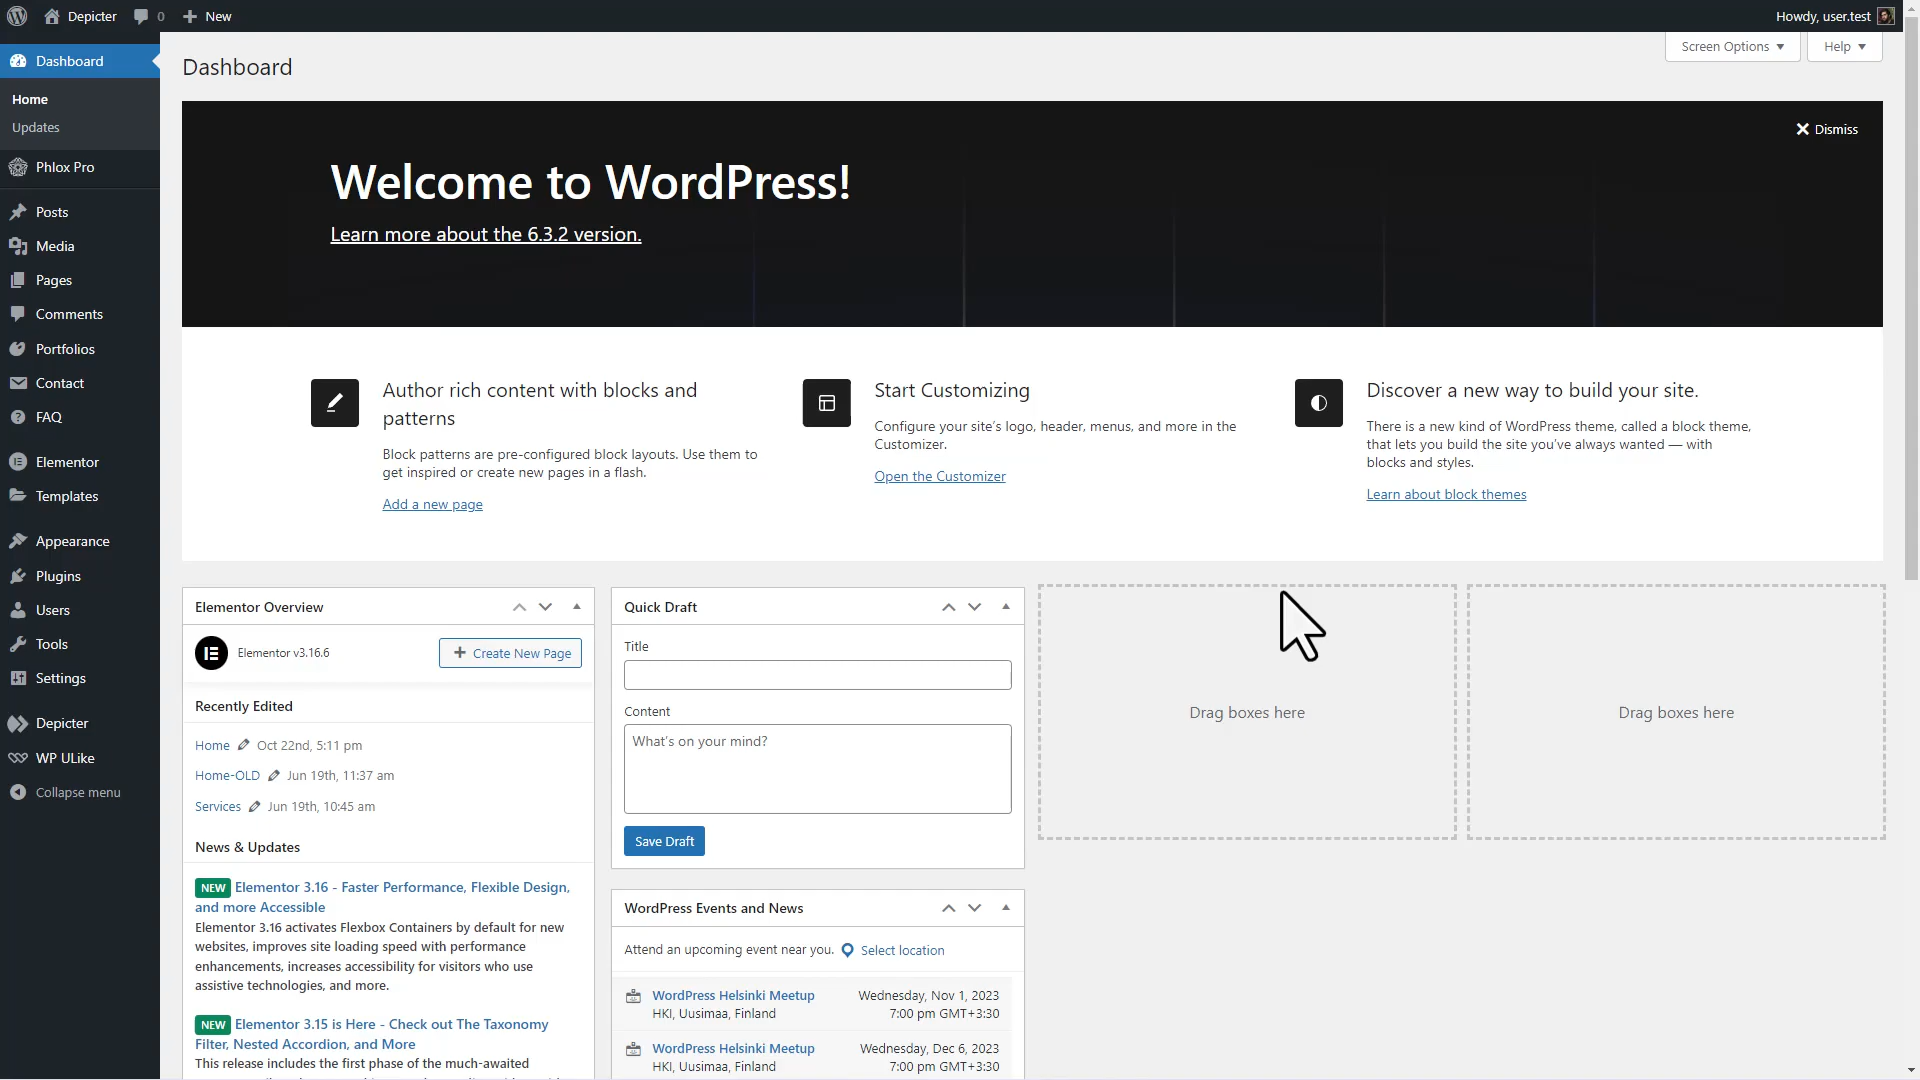 Depicter
0
New
Howdy, user.test
Dashboard
Home
Updates
Phlox Pro
Posts
Media
Pages
Comments
Portfolios
Contact
FAQ
Elementor
Templates
Appearance
Plugins
Users
Tools
Settings
Depicter
WP ULike
Collapse menu
Screen Options
Help
Dashboard
Dismiss
Welcome to WordPress!
Learn more about the 6.3.2 version.
Author rich content with blocks and
patterns
Block patterns are pre-configured block layouts. Use them to
get inspired or create new pages in a flash.
Add a new page
Start Customizing
Configure your site's logo, header, menus, and more in the
Customizer.
Open the Customizer
Discover a new way to build your site.
There is a new kind of WordPress theme, called a block theme,
that lets you build the site you've always wanted — with
blocks and styles.
Learn about block themes
Elementor Overview
Elementor v3.16.6
Create New Page
Recently Edited
Home Oct 22nd, 5:11 pm
Home-OLD Jun 19th, 11:37 am
Services Jun 19th, 10:45 am
News & Updates
NEW Elementor 3.16 - Faster Performance, Flexible Design,
and more Accessible
Elementor 3.16 activates Flexbox Containers by default for new
websites, improves site loading speed with performance
enhancements, increases accessibility for visitors who use
assistive technologies, and more.
NEW Elementor 3.15 is Here - Check out The Taxonomy
Filter, Nested Accordion, and More
This release includes the first phase of the much-awaited
Quick Draft
Title
Content
What's on your mind?
Save Draft
WordPress Events and News
Attend an upcoming event near you. Select location
WordPress Helsinki Meetup Wednesday, Nov 1, 2023
HKI, Uusimaa, Finland 7:00 pm GMT+3:30
WordPress Helsinki Meetup Wednesday, Dec 6, 2023
HKI, Uusimaa, Finland 7:00 pm GMT+3:30
Drag boxes here
Drag boxes here